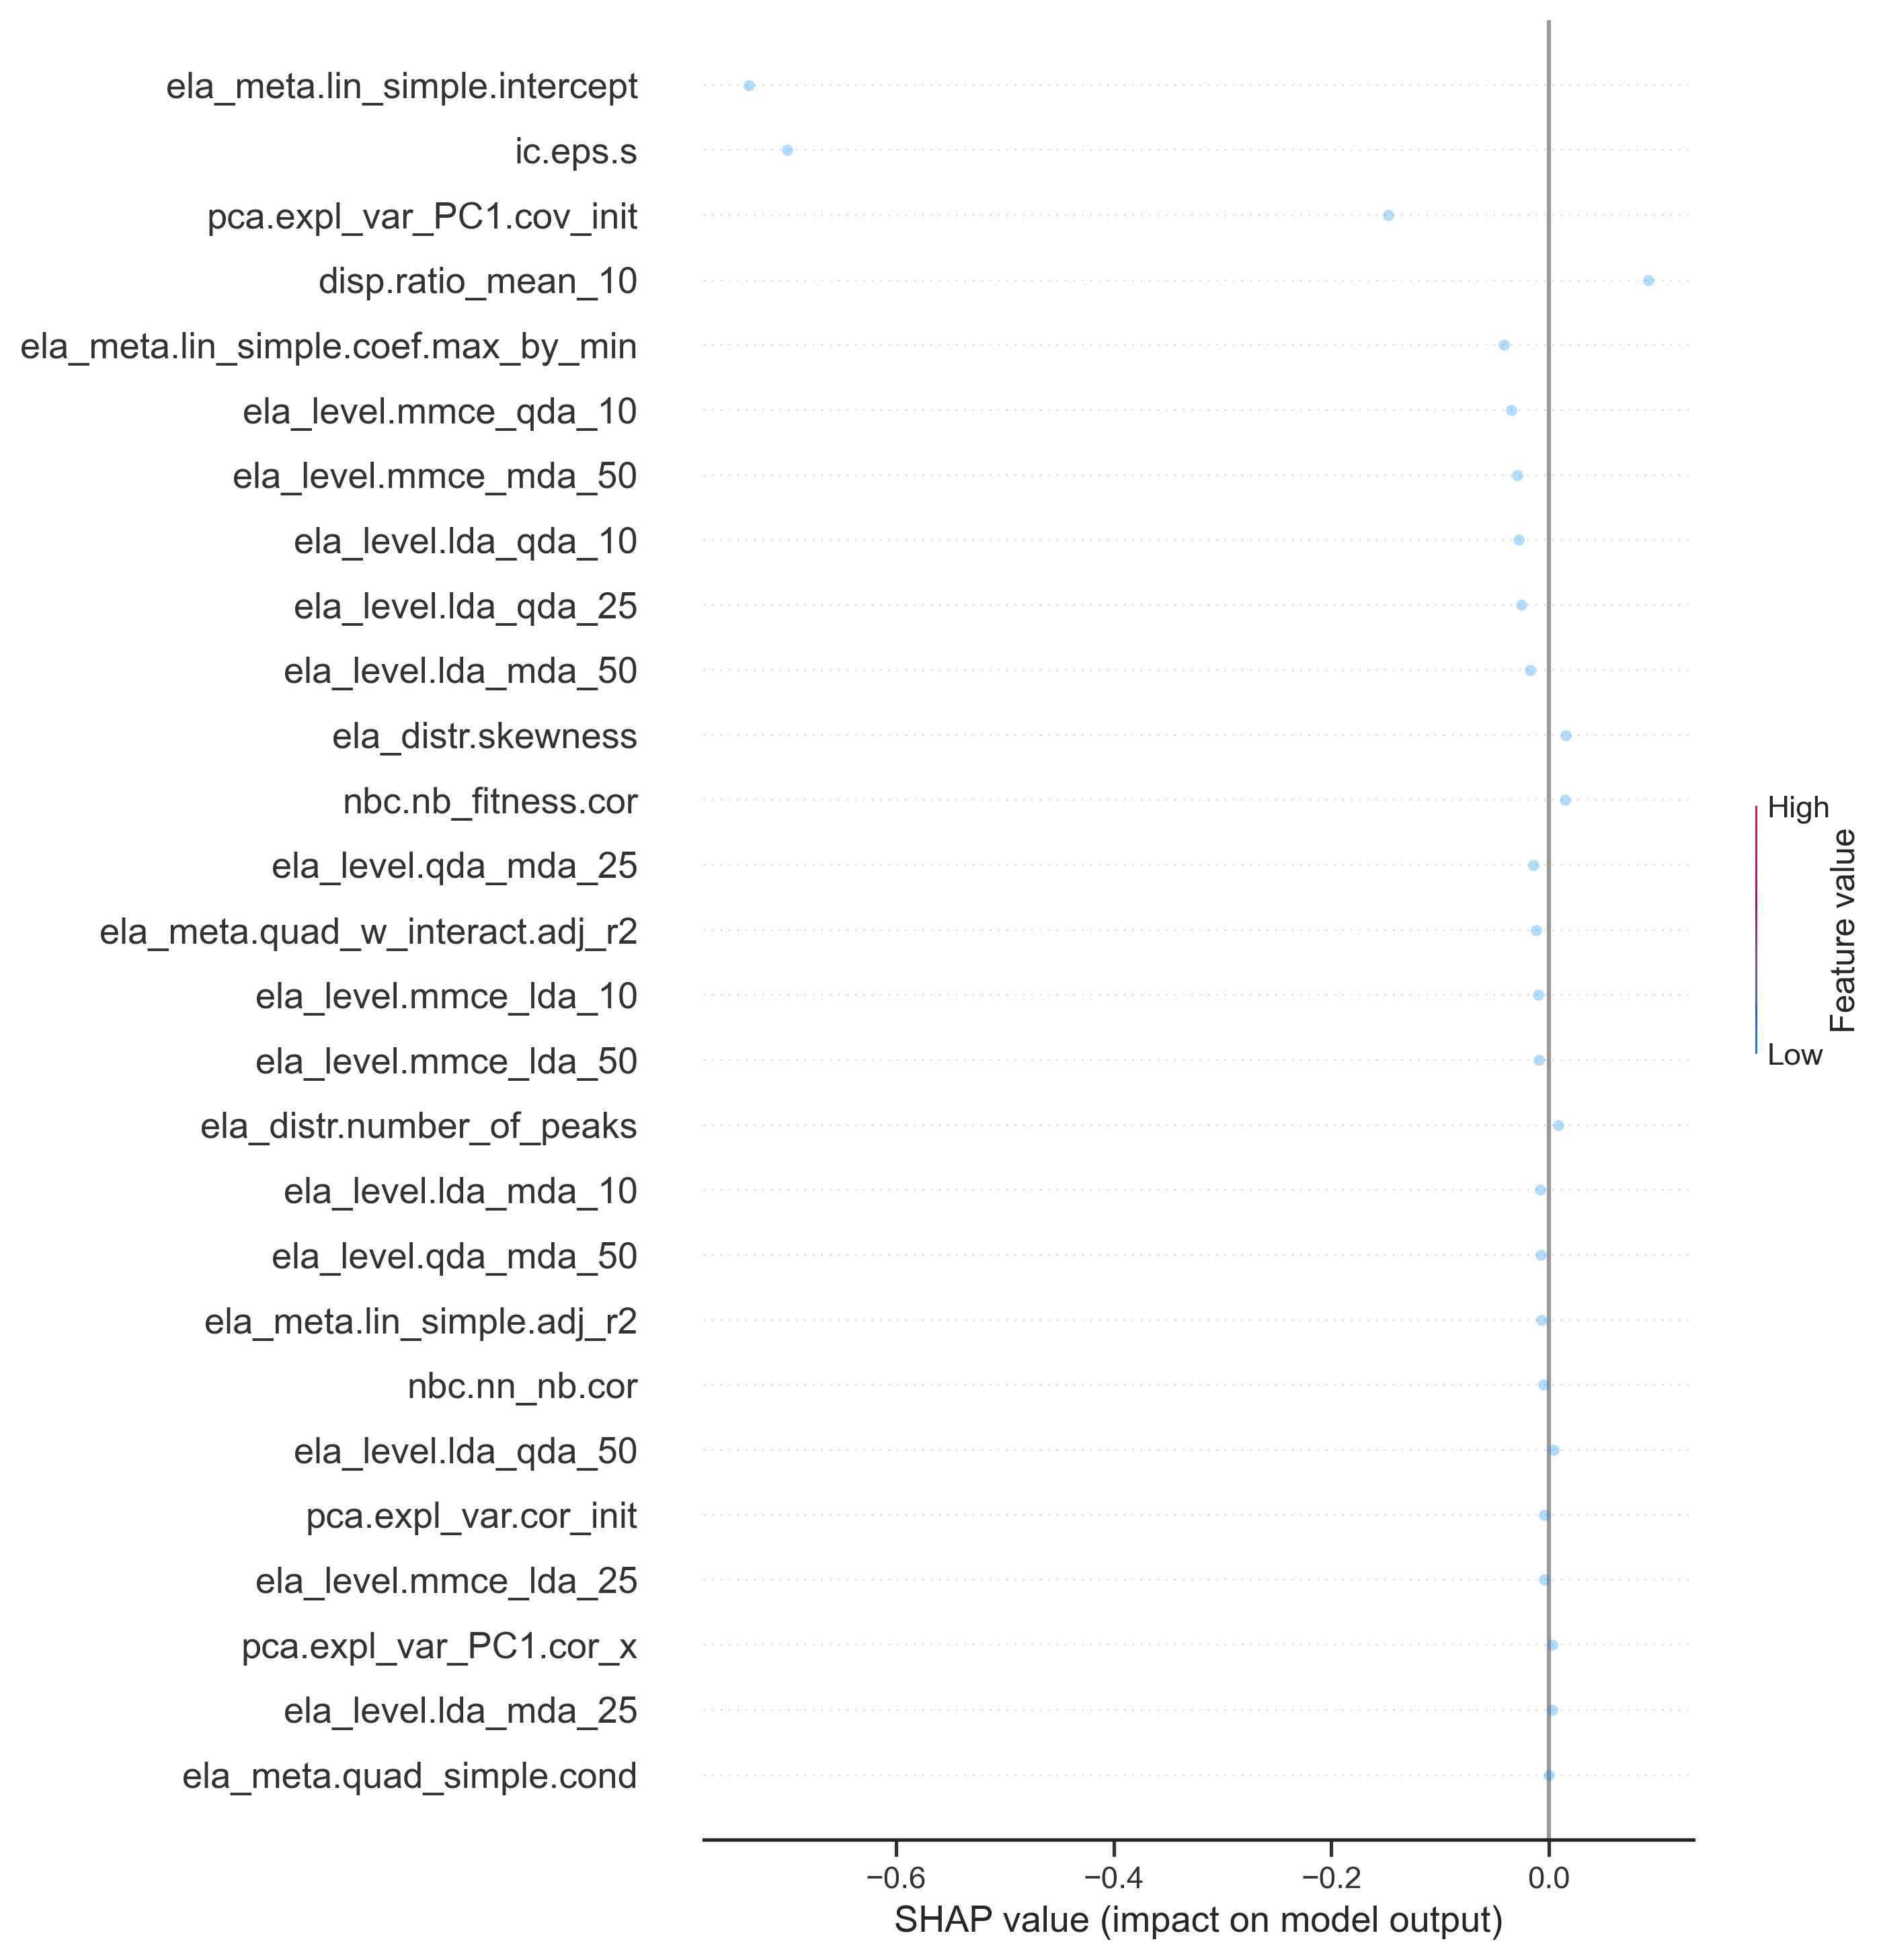 ela_meta.lin_simple.intercept
ic.eps.s
pca.expl_var_PC1.cov_init
disp.ratio_mean_10
ela_meta.lin_simple.coef.max_by_min
ela_level.mmce_qda_10
ela_level.mmce_mda_50
ela_level.lda_qda_10
ela_level.lda_qda_25
ela_level.lda_mda_50
ela_distr.skewness
nbc.nb_fitness.cor
ela_level.qda_mda_25
ela_meta.quad_w_interact.adj_r2
ela_level.mmce_lda_10
ela_level.mmce_lda_50
ela_distr.number_of_peaks
ela_level.lda_mda_10
ela_level.qda_mda_50
ela_meta.lin_simple.adj_r2
nbc.nn_nb.cor
ela_level.lda_qda_50
pca.expl_var.cor_init
ela_level.mmce_lda_25
pca.expl_var_PC1.cor_x
ela_level.lda_mda_25
ela_meta.quad_simple.cond
−0.6 −0.4 −0.2 0.0
SHAP value (impact on model output)
High
Feature value
Low